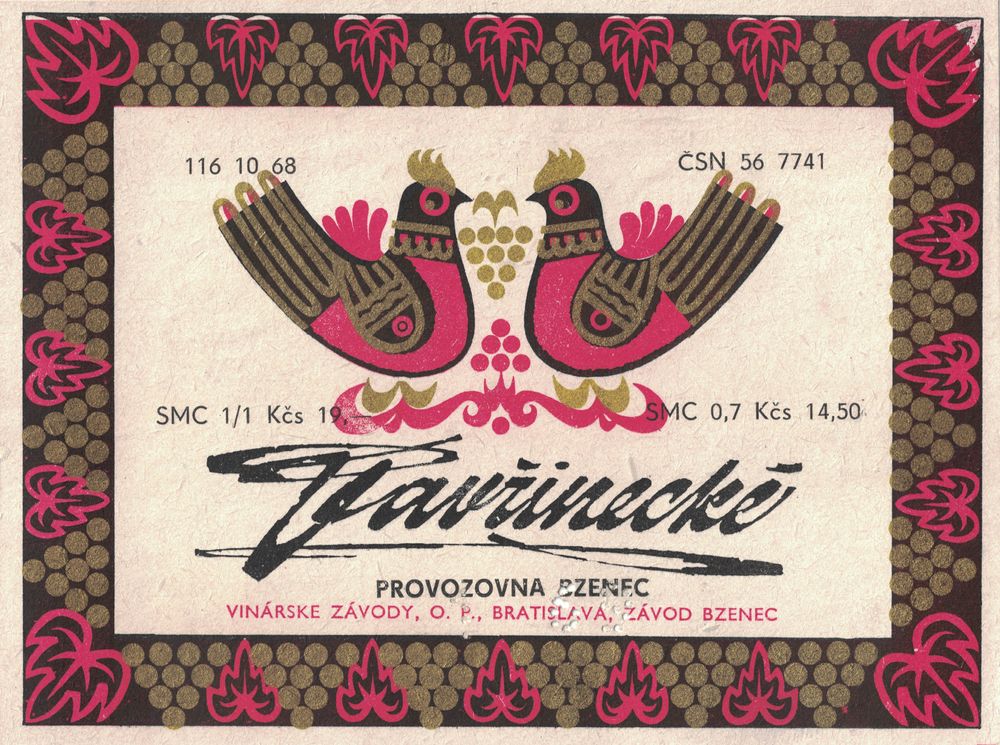 116 10 68
ČSN 56 7741
SMC 1/1 Kčs 19,—
SMC 0,7 Kčs 14,50
Vavřinecké
PROVOZOVNA BZENEC
VINÁRSKE ZÁVODY, O. P., BRATISLAVA, ZÁVOD BZENEC